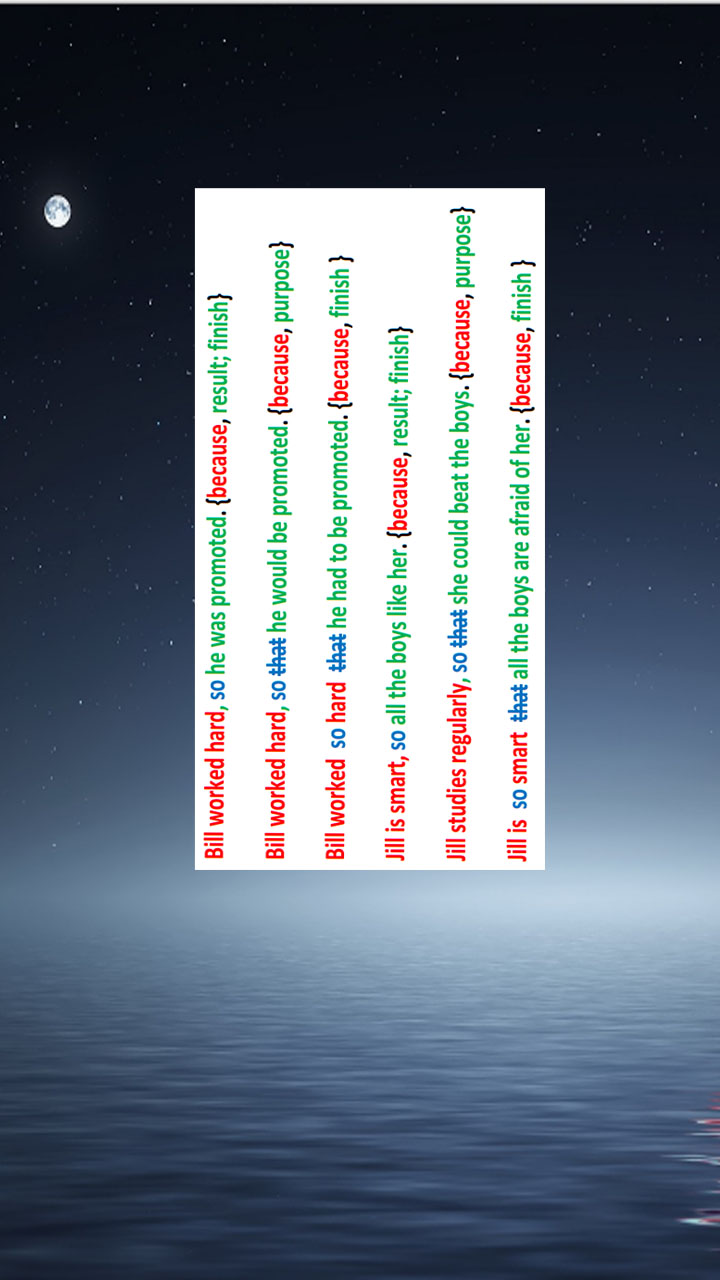 Bill worked hard, so he was promoted. {because, result; finish}
Bill worked hard, so that he would be promoted. {because, purpose}
Bill worked hard so hard that he had to be promoted. {because, finish }
Jill is smart, so all the boys like her. {because, result; finish}
Jill studies regularly, so that she could beat the boys. {because, purpose}
Jill is so smart that all the boys are afraid of her. {because, finish }